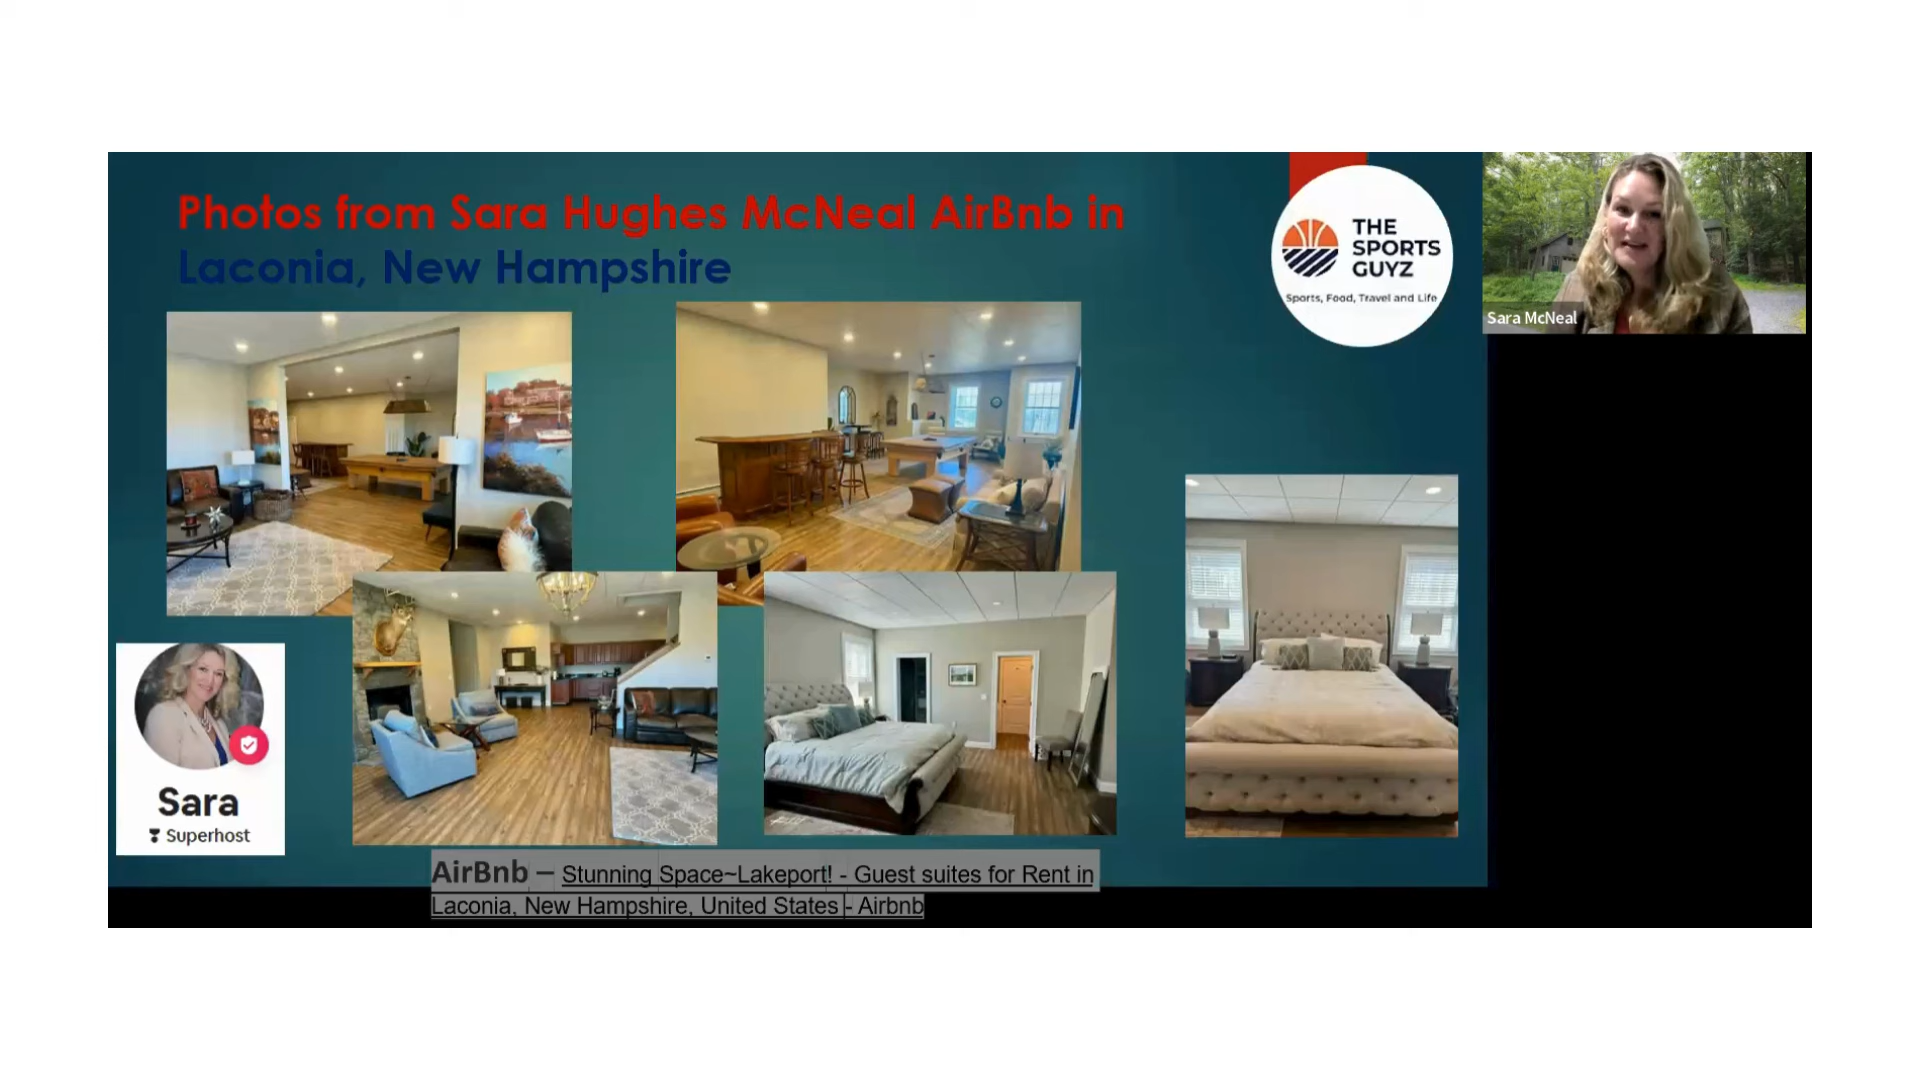 Photos from Sara Hughes McNeal AirBnb in
Laconia, New Hampshire
THE
SPORTS
GUYZ
Sports, Food, Travel and Life
Sara McNeal
Sara
Superhost
AirBnb – Stunning Space~Lakeport! - Guest suites for Rent in
Laconia, New Hampshire, United States - Airbnb